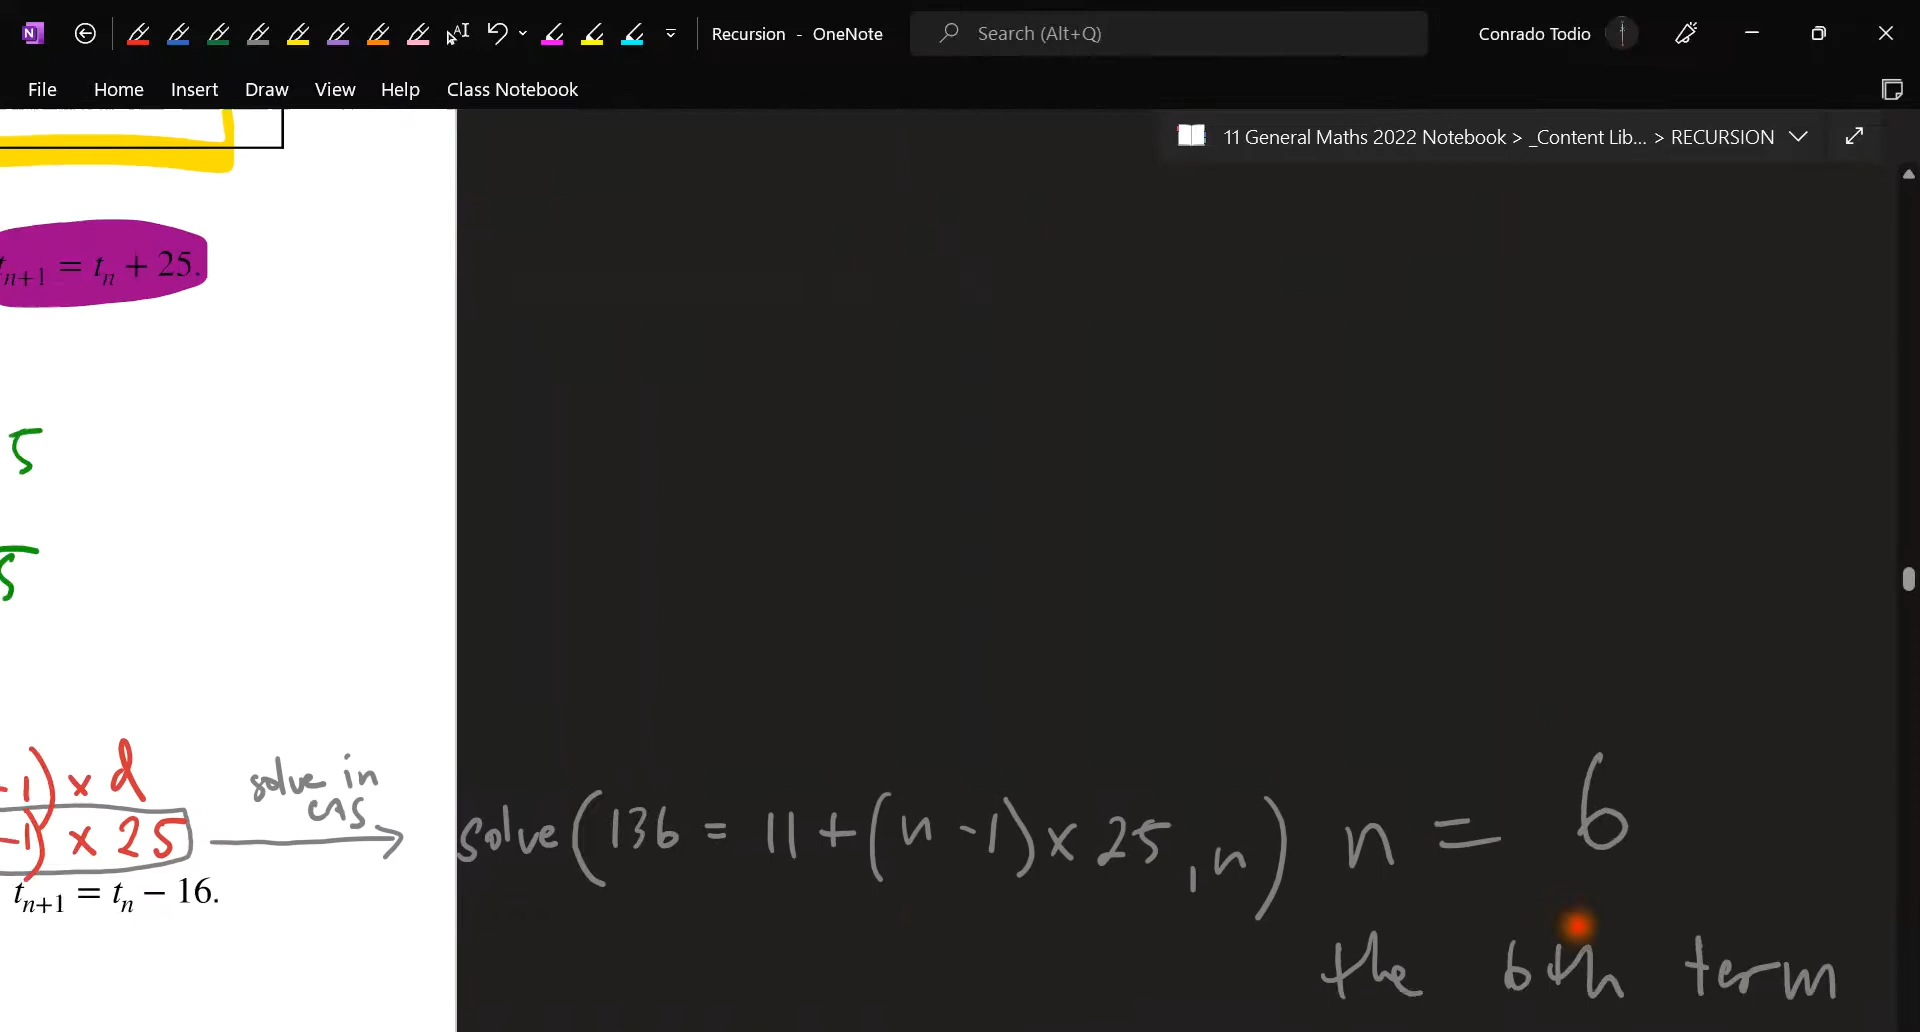 Recursion - OneNote
Search (Alt+Q)
Conrado Todio
File Home Insert Draw View Help Class Notebook
11 General Maths 2022 Notebook > _Content Lib... > RECURSION
tₙ₊₁ = tₙ + 25.
5
5
-1) × d
-1) × 25
solve in
CAS
solve(136 = 11 + (n -1) × 25, n) n = 6
tₙ₊₁ = tₙ − 16.
the 6th term